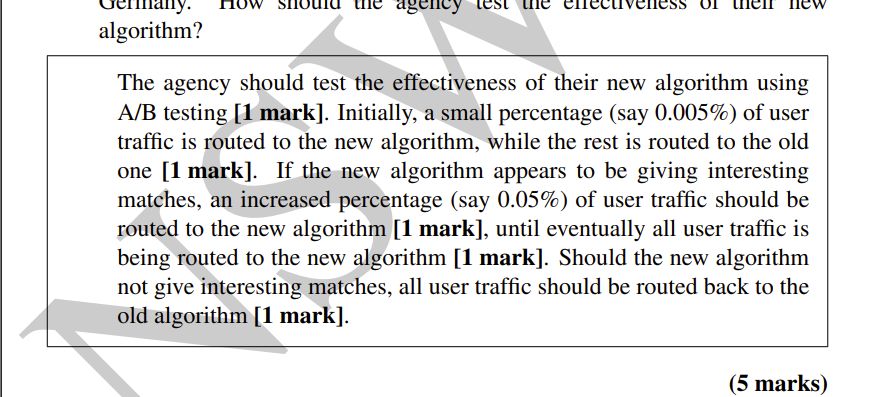 Germany. How should the agency test the effectiveness of their new
algorithm?
The agency should test the effectiveness of their new algorithm using
A/B testing [1 mark]. Initially, a small percentage (say 0.005%) of user
traffic is routed to the new algorithm, while the rest is routed to the old
one [1 mark]. If the new algorithm appears to be giving interesting
matches, an increased percentage (say 0.05%) of user traffic should be
routed to the new algorithm [1 mark], until eventually all user traffic is
being routed to the new algorithm [1 mark]. Should the new algorithm
not give interesting matches, all user traffic should be routed back to the
old algorithm [1 mark].
(5 marks)